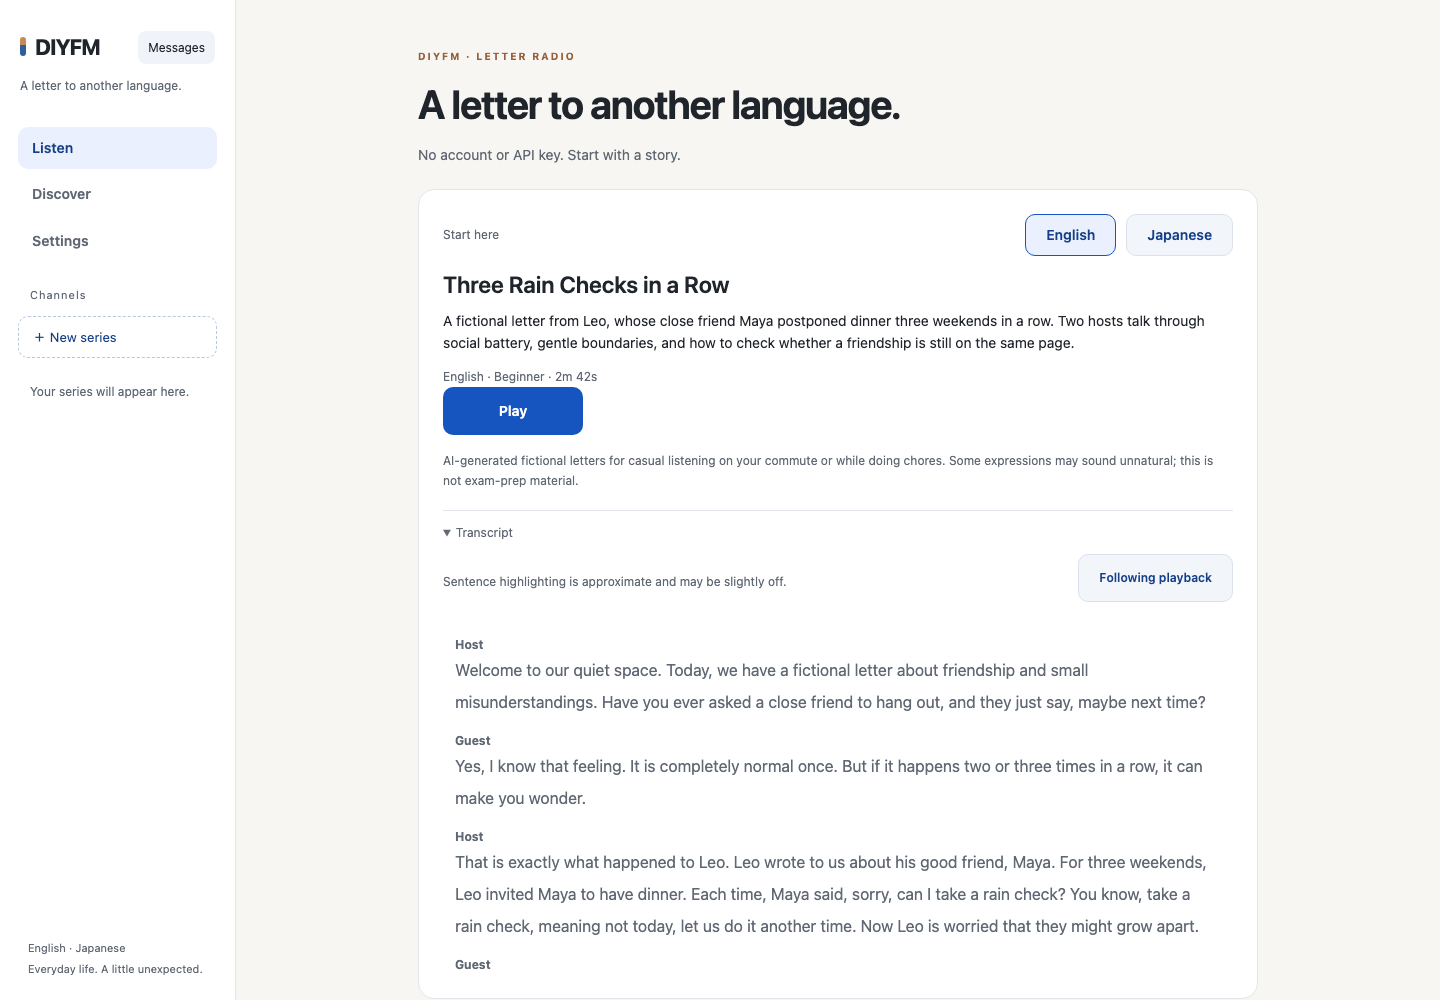 DIYFM
Messages
A letter to another language.
Listen
Discover
Settings
Channels
+ New series
Your series will appear here.
English · Japanese
Everyday life. A little unexpected.
DIYFM · LETTER RADIO
A letter to another language.
No account or API key. Start with a story.
Start here
English
Japanese
Three Rain Checks in a Row
A fictional letter from Leo, whose close friend Maya postponed dinner three weekends in a row. Two hosts talk through
social battery, gentle boundaries, and how to check whether a friendship is still on the same page.
English · Beginner · 2m 42s
Play
AI-generated fictional letters for casual listening on your commute or while doing chores. Some expressions may sound unnatural; this is
not exam-prep material.
▼ Transcript
Sentence highlighting is approximate and may be slightly off.
Following playback
Host
Welcome to our quiet space. Today, we have a fictional letter about friendship and small
misunderstandings. Have you ever asked a close friend to hang out, and they just say, maybe next time?
Guest
Yes, I know that feeling. It is completely normal once. But if it happens two or three times in a row, it can
make you wonder.
Host
That is exactly what happened to Leo. Leo wrote to us about his good friend, Maya. For three weekends,
Leo invited Maya to have dinner. Each time, Maya said, sorry, can I take a rain check? You know, take a
rain check, meaning not today, let us do it another time. Now Leo is worried that they might grow apart.
Guest